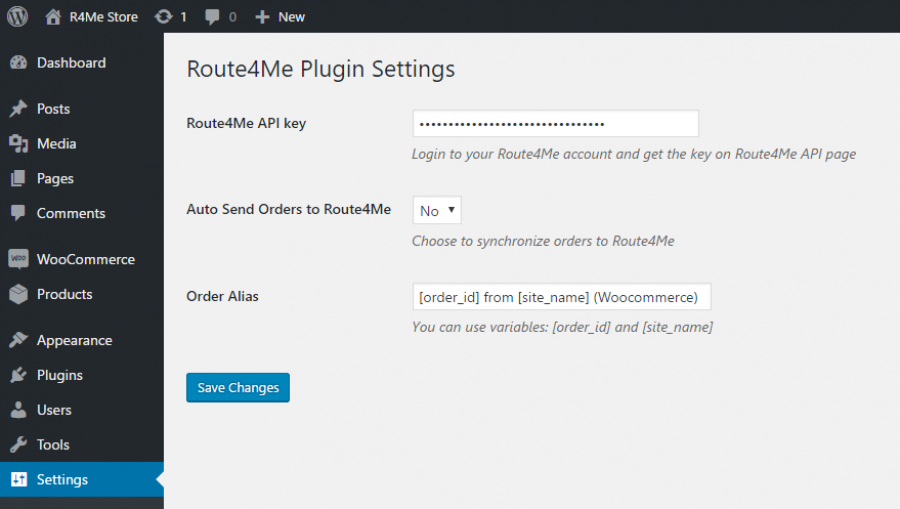 R4Me Store 1 0 + New
Dashboard
Posts
Media
Pages
Comments
WOO WooCommerce
Products
Appearance
Plugins
Users
Tools
Settings
Route4Me Plugin Settings
Route4Me API key ••••••••••••••••••••••••••••••••
Login to your Route4Me account and get the key on Route4Me API page
Auto Send Orders to Route4Me No
Choose to synchronize orders to Route4Me
Order Alias [order_id] from [site_name] (Woocommerce)
You can use variables: [order_id] and [site_name]
Save Changes